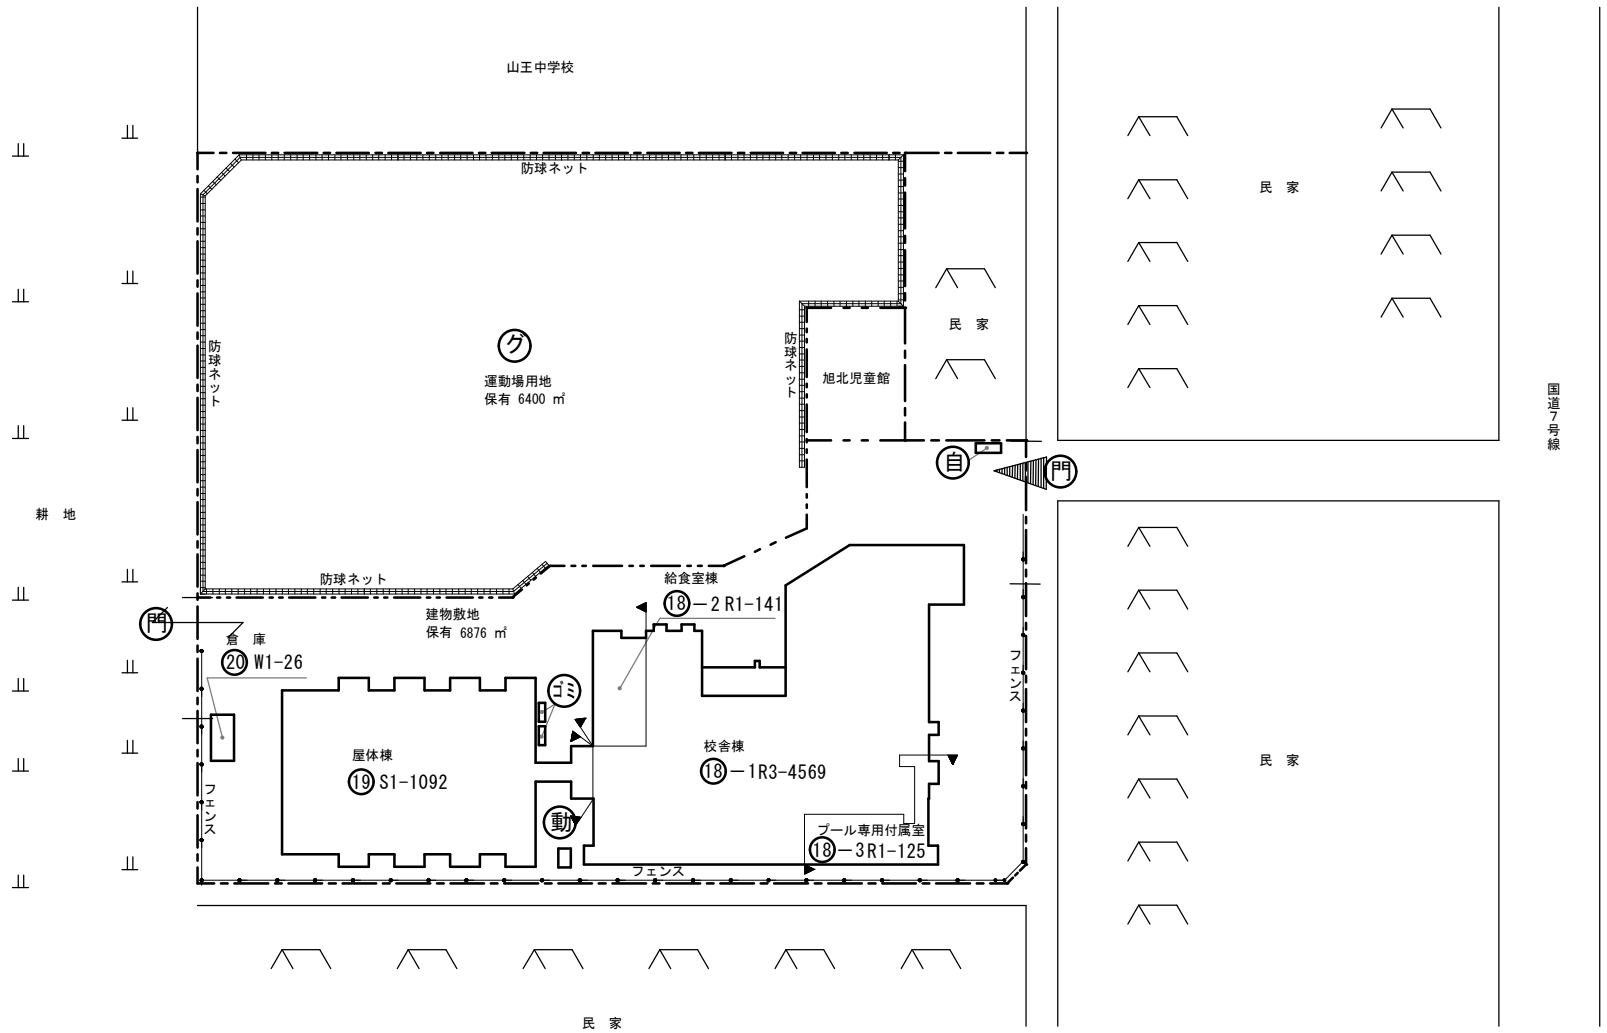 山王中学校
防球ネット
民　家
防球ネット
グ
運動場用地
保有 6400 ㎡
防球ネット
旭北児童館
民　家
国道7号線
自
門
耕　地
防球ネット
給食室棟
18－2 R1-141
建物敷地
保有 6876 ㎡
門
倉　庫
20 W1-26
フェンス
ゴミ
屋体棟
19 S1-1092
校舎棟
18－1R3-4569
民　家
フェンス
動
プール専用付属室
18－3R1-125
フェンス
民　家